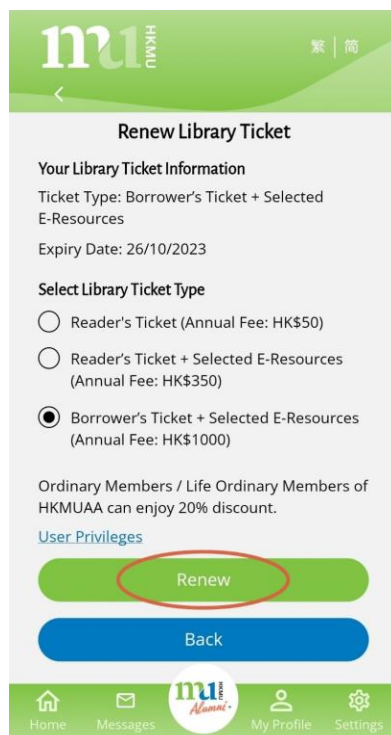 mu HKMU
繁 | 简
Renew Library Ticket
Your Library Ticket Information
Ticket Type: Borrower's Ticket + Selected
E-Resources
Expiry Date: 26/10/2023
Select Library Ticket Type
Reader's Ticket (Annual Fee: HK$50)
Reader's Ticket + Selected E-Resources
(Annual Fee: HK$350)
Borrower's Ticket + Selected E-Resources
(Annual Fee: HK$1000)
Ordinary Members / Life Ordinary Members of
HKMUAA can enjoy 20% discount.
User Privileges
Renew
Back
mu HKMU
Alumni
Home Messages My Profile Settings